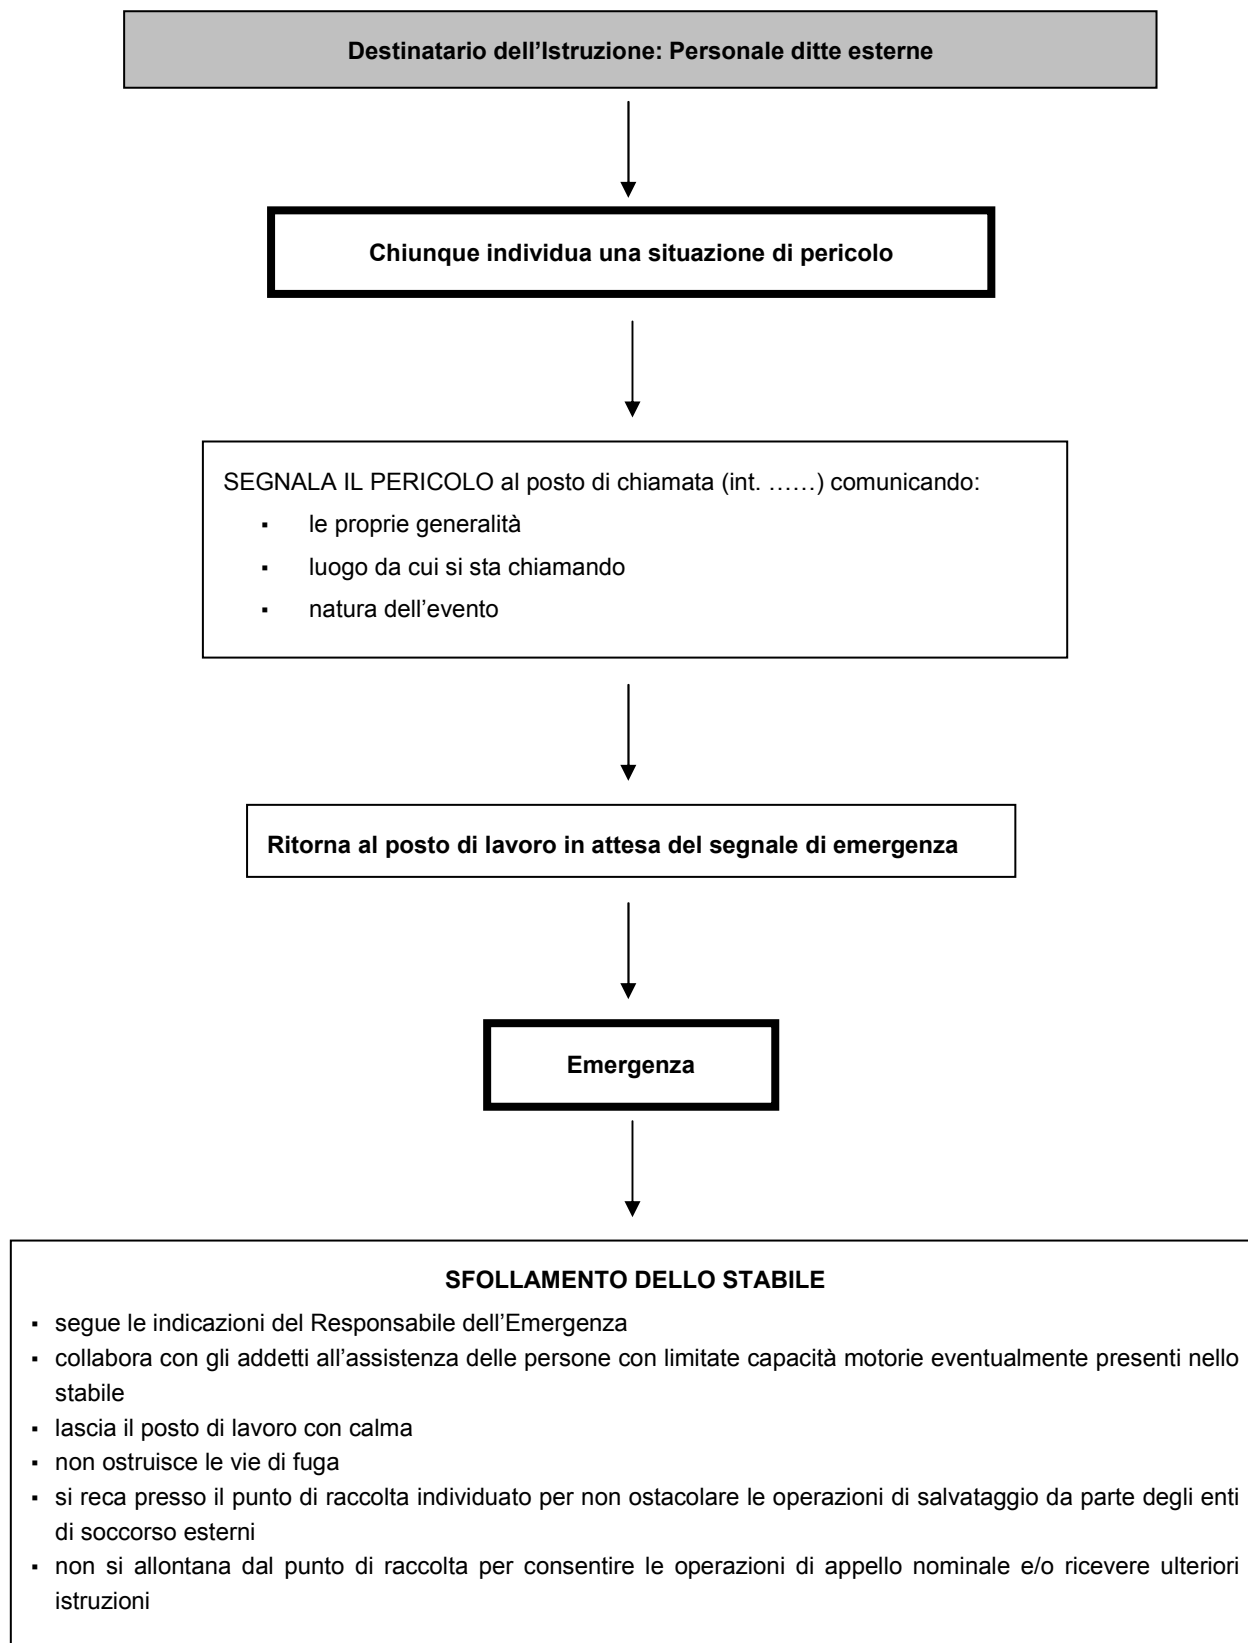 Destinatario dell’Istruzione: Personale ditte esterne
Chiunque individua una situazione di pericolo
SEGNALA IL PERICOLO al posto di chiamata (int. ……) comunicando:
▪ le proprie generalità
▪ luogo da cui si sta chiamando
▪ natura dell’evento
Ritorna al posto di lavoro in attesa del segnale di emergenza
Emergenza
SFOLLAMENTO DELLO STABILE
▪ segue le indicazioni del Responsabile dell’Emergenza
▪ collabora con gli addetti all’assistenza delle persone con limitate capacità motorie eventualmente presenti nello
stabile
▪ lascia il posto di lavoro con calma
▪ non ostruisce le vie di fuga
▪ si reca presso il punto di raccolta individuato per non ostacolare le operazioni di salvataggio da parte degli enti
di soccorso esterni
▪ non si allontana dal punto di raccolta per consentire le operazioni di appello nominale e/o ricevere ulteriori
istruzioni